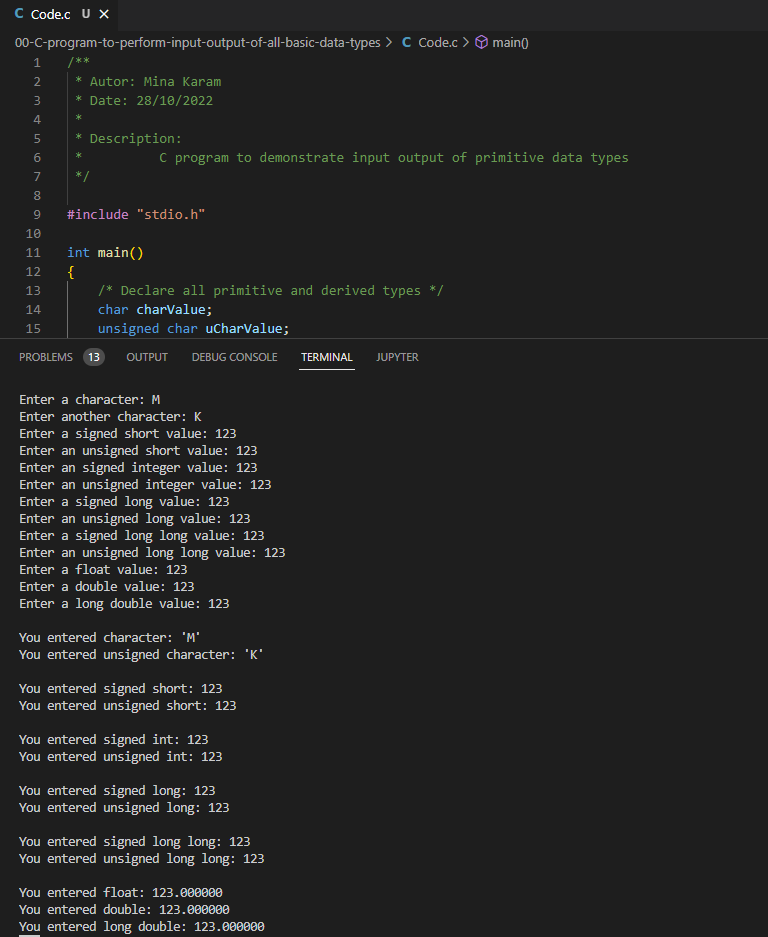 C Code.c U ×
00-C-program-to-perform-input-output-of-all-basic-data-types > C Code.c > main()
1 /**
2 * Autor: Mina Karam
3 * Date: 28/10/2022
4 *
5 * Description:
6 * C program to demonstrate input output of primitive data types
7 */
8
9 #include "stdio.h"
10
11 int main()
12 {
13 /* Declare all primitive and derived types */
14 char charValue;
15 unsigned char uCharValue;
PROBLEMS 13 OUTPUT DEBUG CONSOLE TERMINAL JUPYTER
Enter a character: M
Enter another character: K
Enter a signed short value: 123
Enter an unsigned short value: 123
Enter an signed integer value: 123
Enter an unsigned integer value: 123
Enter a signed long value: 123
Enter an unsigned long value: 123
Enter a signed long long value: 123
Enter an unsigned long long value: 123
Enter a float value: 123
Enter a double value: 123
Enter a long double value: 123
You entered character: 'M'
You entered unsigned character: 'K'
You entered signed short: 123
You entered unsigned short: 123
You entered signed int: 123
You entered unsigned int: 123
You entered signed long: 123
You entered unsigned long: 123
You entered signed long long: 123
You entered unsigned long long: 123
You entered float: 123.000000
You entered double: 123.000000
You entered long double: 123.000000